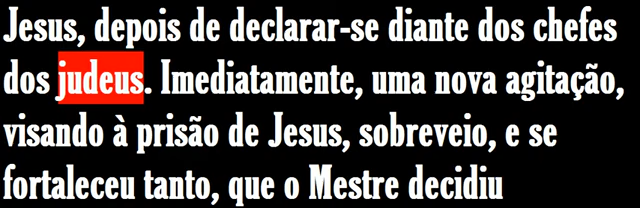 Jesus, depois de declarar-se diante dos chefes
dos judeus. Imediatamente, uma nova agitação,
visando à prisão de Jesus, sobreveio, e se
fortaleceu tanto, que o Mestre decidiu